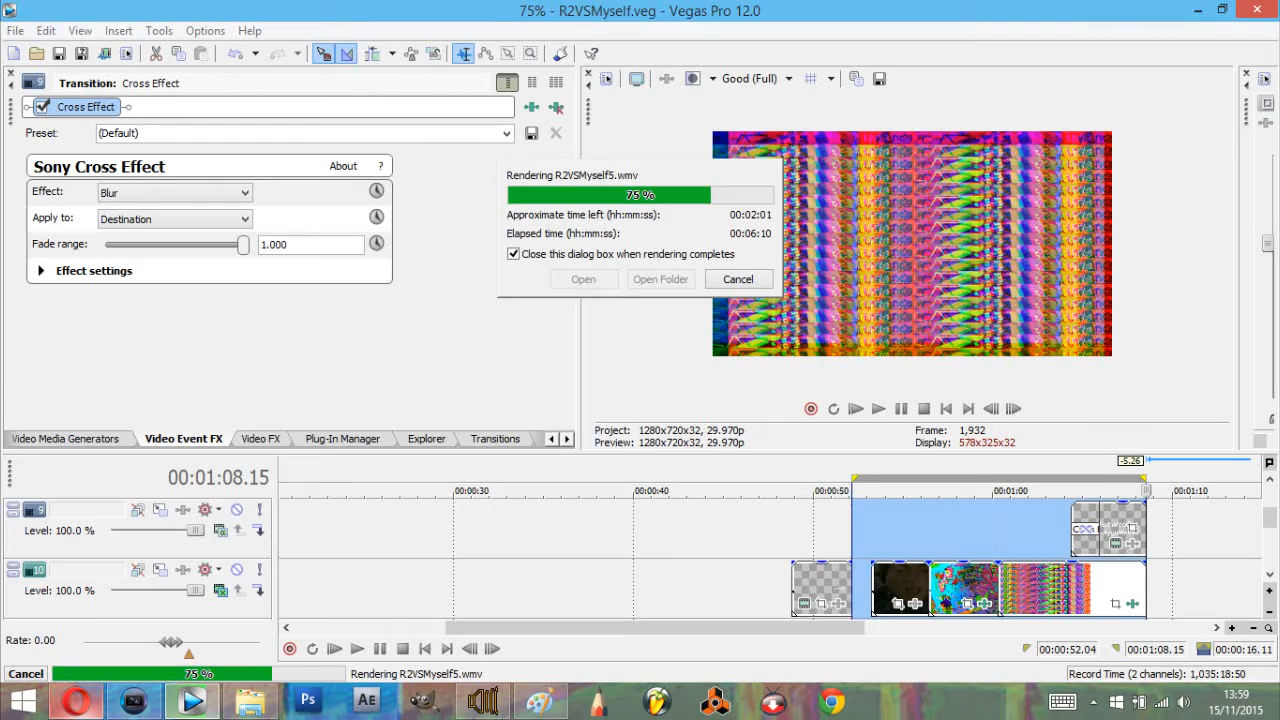 75% - R2VSMyself.veg - Vegas Pro 12.0
File Edit View Insert Tools Options Help
9 Transition: Cross Effect
Cross Effect
Preset: (Default)
Sony Cross Effect About ?
Effect: Blur
Apply to: Destination
Fade range: 1.000
Effect settings
Good (Full)
Rendering R2VSMyself5.wmv
75 %
Approximate time left (hh:mm:ss): 00:02:01
Elapsed time (hh:mm:ss): 00:06:10
Close this dialog box when rendering completes
Open Open Folder Cancel
Project: 1280x720x32, 29.970p
Preview: 1280x720x32, 29.970p
Frame: 1,932
Display: 578x325x32
Video Media Generators Video Event FX Video FX Plug-In Manager Explorer Transitions
-5.26
00:01:08.15
00:00:30 00:00:40 00:00:50 00:01:00 00:01:10
9
Level: 100.0 %
10
Level: 100.0 %
Rate: 0.00
00:00:52.04 00:01:08.15 00:00:16.11
Cancel 75 % Rendering R2VSMyself5.wmv
Record Time (2 channels): 1,035:18:50
Ps AE
13:59
15/11/2015